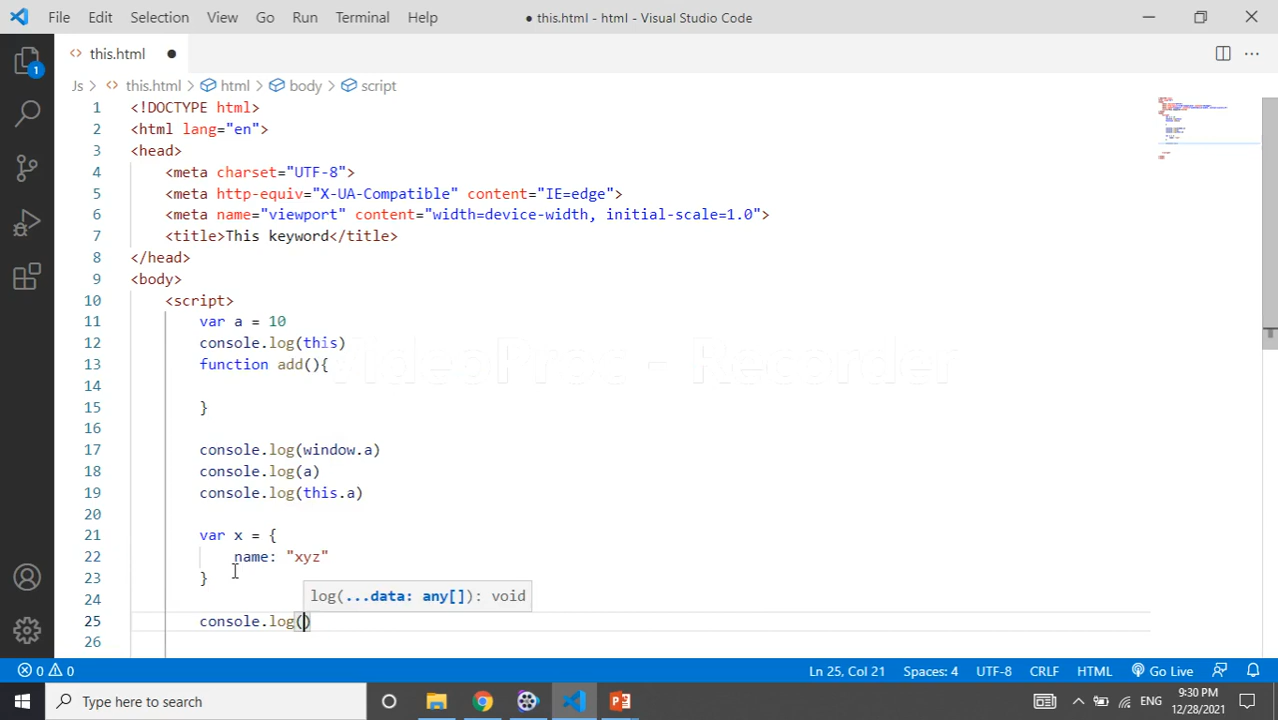 File Edit Selection View Go Run Terminal Help
● this.html - html - Visual Studio Code
1
<> this.html ●
Js > <> this.html > html > body > script
1 <!DOCTYPE html>
2 <html lang="en">
3 <head>
4 <meta charset="UTF-8">
5 <meta http-equiv="X-UA-Compatible" content="IE=edge">
6 <meta name="viewport" content="width=device-width, initial-scale=1.0">
7 <title>This keyword</title>
8 </head>
9 <body>
10 <script>
11 var a = 10
12 console.log(this)
13 function add(){
VideoProc - Recorder
14
15 }
16
17 console.log(window.a)
18 console.log(a)
19 console.log(this.a)
20
21 var x = {
22 name: "xyz"
23 }
log(...data: any[]): void
24
25 console.log()
26
0 0
Ln 25, Col 21 Spaces: 4 UTF-8 CRLF HTML Go Live
Type here to search
ENG
9:30 PM
12/28/2021